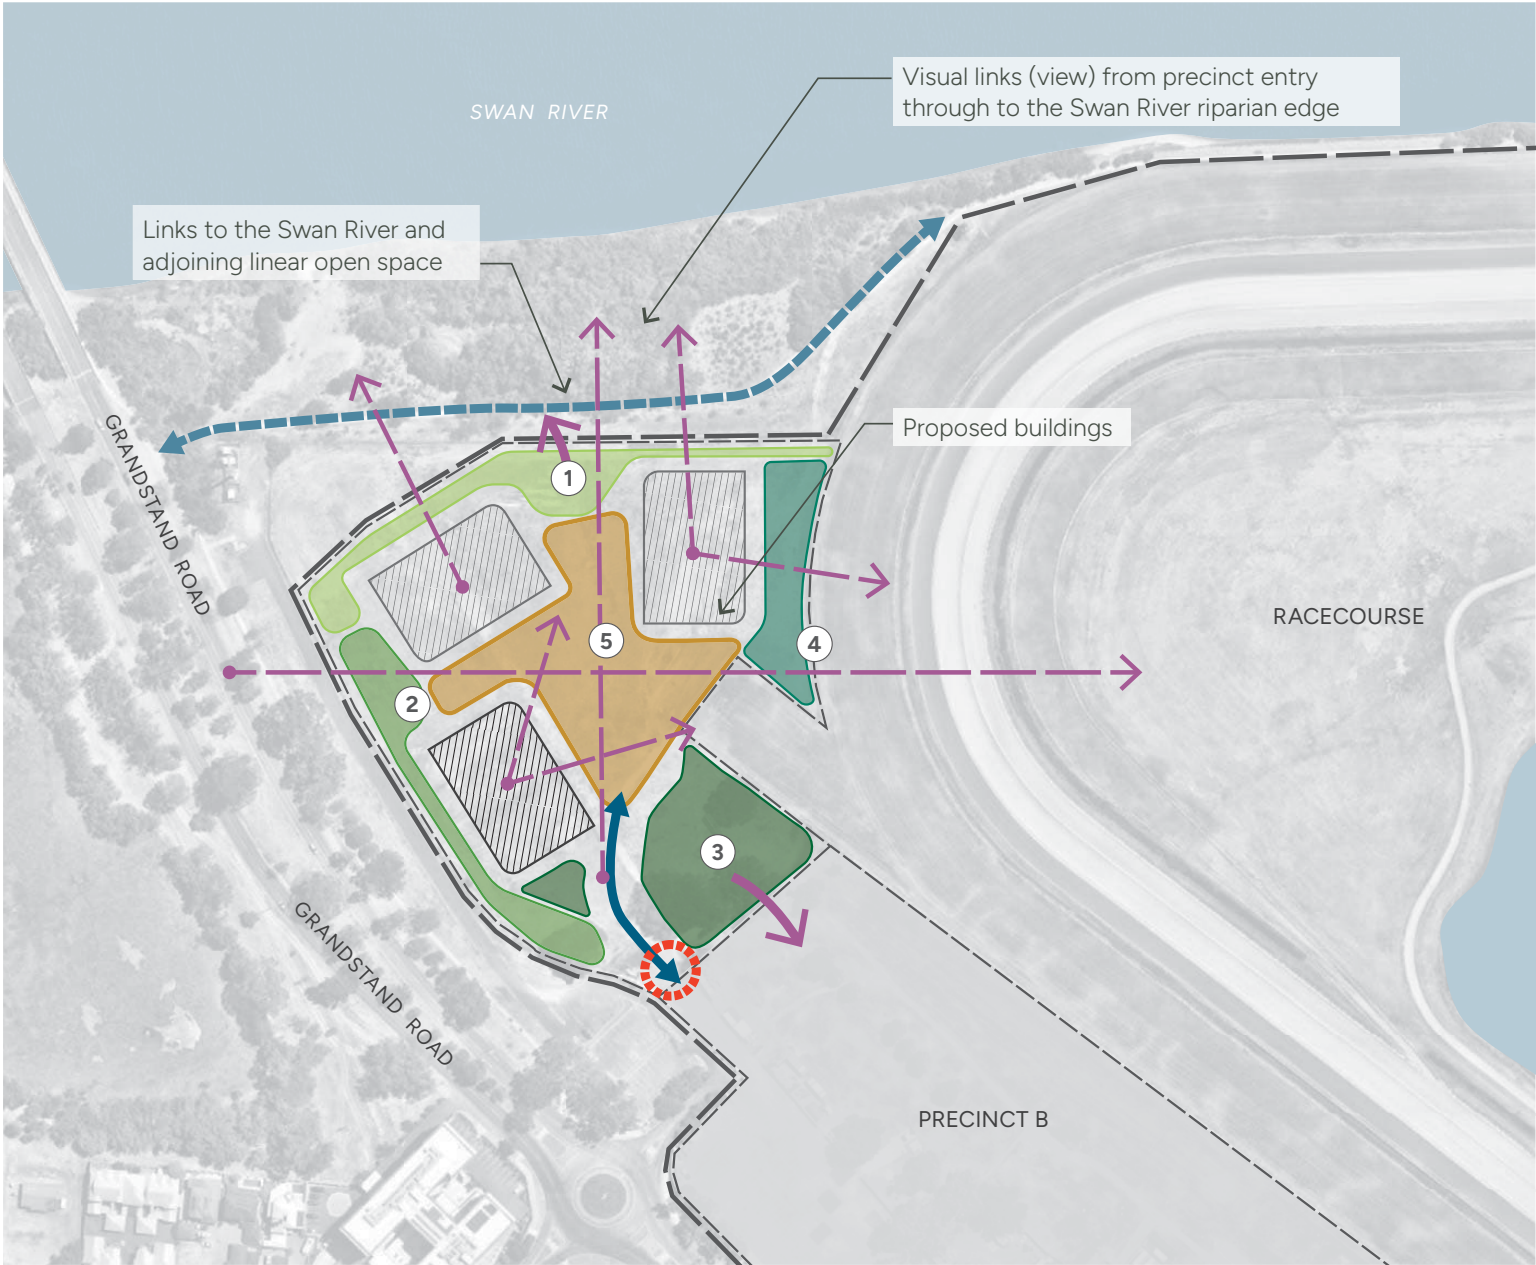 Visual links (view) from precinct entry
through to the Swan River riparian edge
SWAN RIVER
Links to the Swan River and
adjoining linear open space
GRANDSTAND ROAD
Proposed buildings
1
5
4
2
RACECOURSE
3
GRANDSTAND ROAD
PRECINCT B